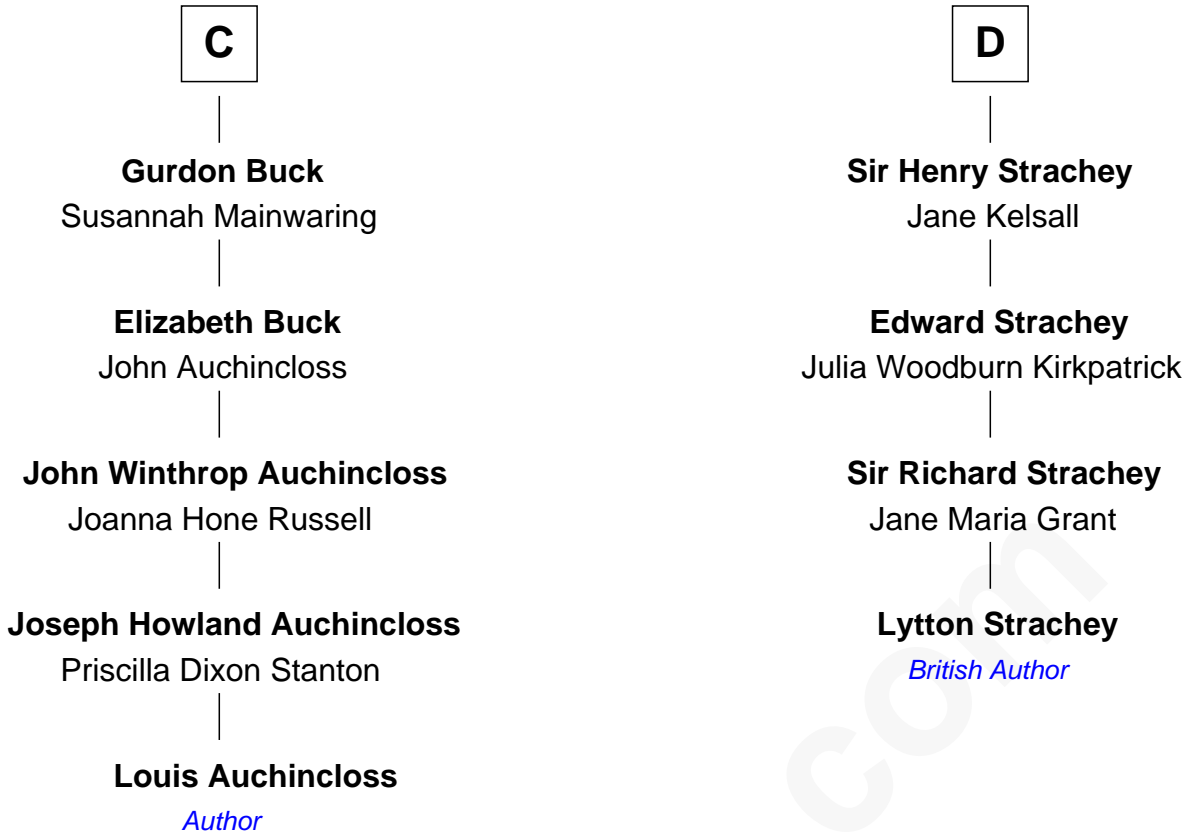 C
Gurdon Buck
Susannah Mainwaring
Elizabeth Buck
John Auchincloss
John Winthrop Auchincloss
Joanna Hone Russell
Joseph Howland Auchincloss
Priscilla Dixon Stanton
Louis Auchincloss
Author
D
Sir Henry Strachey
Jane Kelsall
Edward Strachey
Julia Woodburn Kirkpatrick
Sir Richard Strachey
Jane Maria Grant
Lytton Strachey
British Author
com